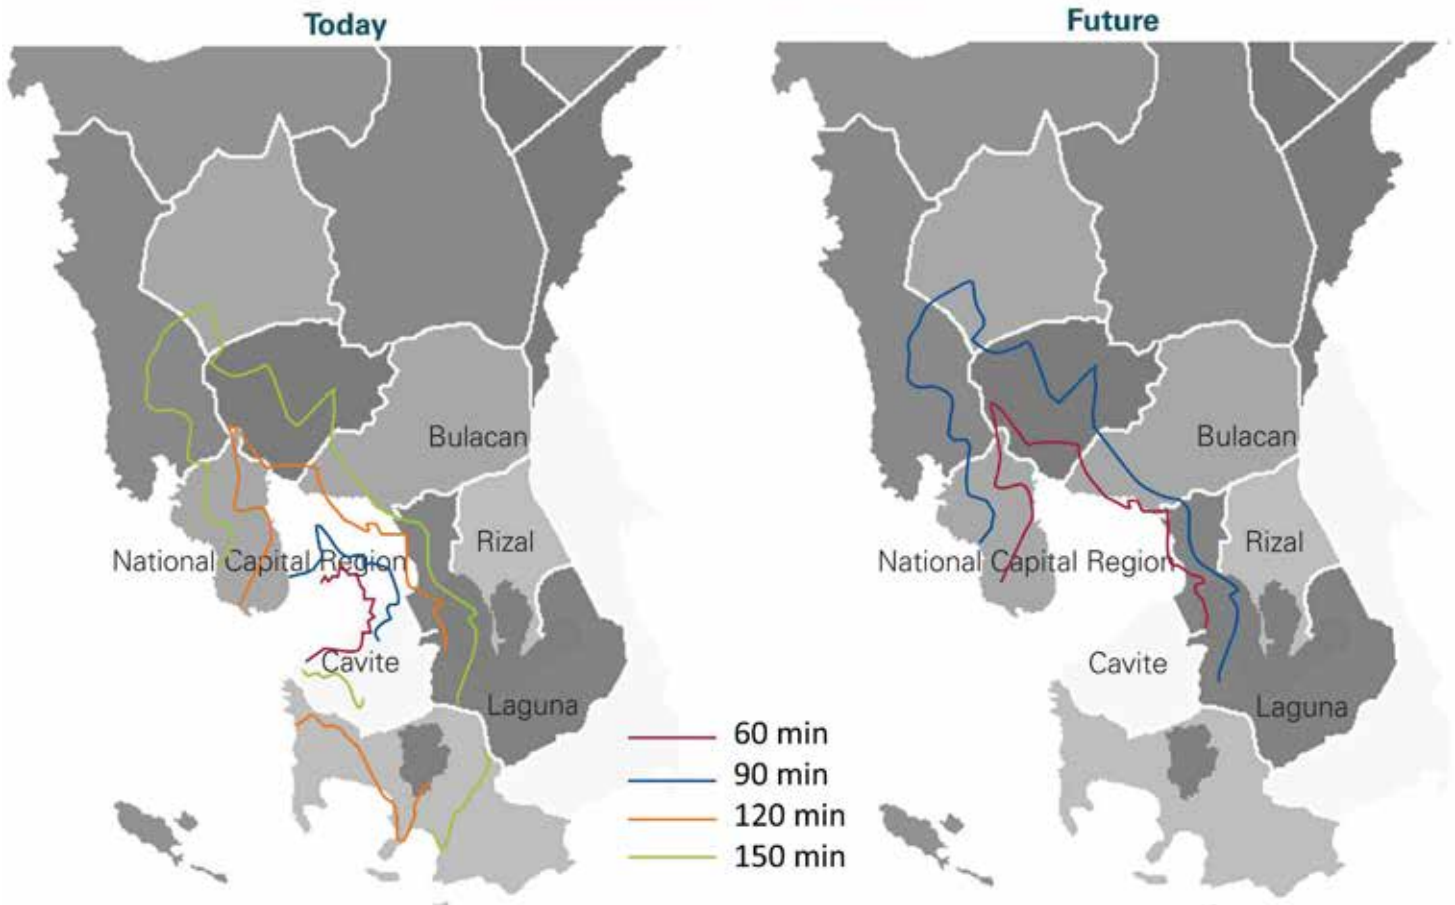 Today
Future
Bulacan
Bulacan
Rizal
Rizal
National Capital Region
National Capital Region
Cavite
Cavite
Laguna
Laguna
60 min
90 min
120 min
150 min